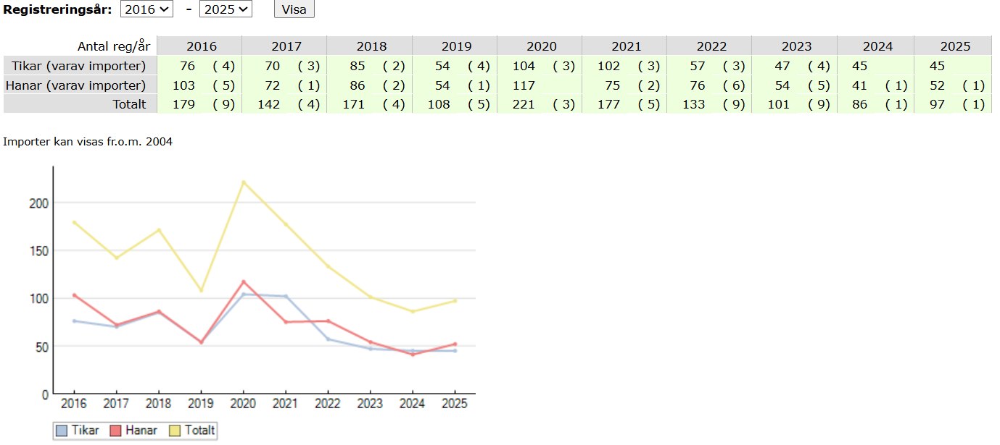 Registreringsår: 2016 - 2025 Visa
Antal reg/år 2016 2017 2018 2019 2020 2021 2022 2023 2024 2025
Tikar (varav importer) 76 ( 4) 70 ( 3) 85 ( 2) 54 ( 4) 104 ( 3) 102 ( 3) 57 ( 3) 47 ( 4) 45 45
Hanar (varav importer) 103 ( 5) 72 ( 1) 86 ( 2) 54 ( 1) 117 75 ( 2) 76 ( 6) 54 ( 5) 41 ( 1) 52 ( 1)
Totalt 179 ( 9) 142 ( 4) 171 ( 4) 108 ( 5) 221 ( 3) 177 ( 5) 133 ( 9) 101 ( 9) 86 ( 1) 97 ( 1)
Importer kan visas fr.o.m. 2004
200
150
100
50
0
2016 2017 2018 2019 2020 2021 2022 2023 2024 2025
Tikar Hanar Totalt